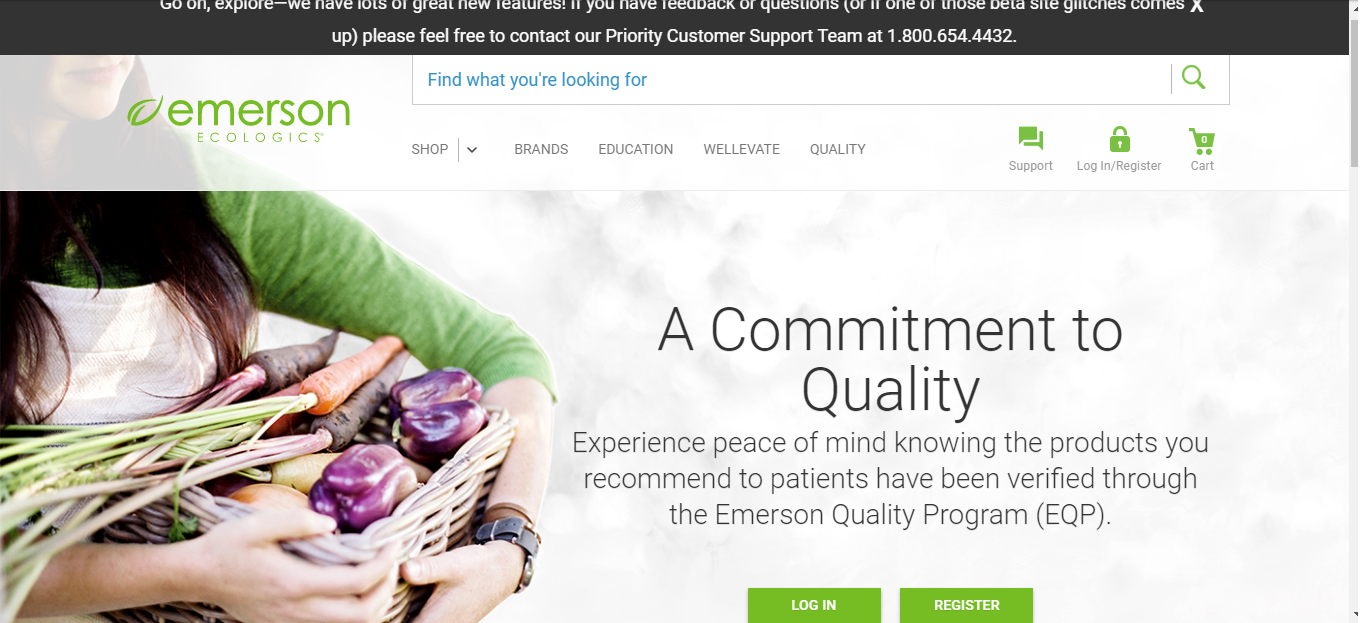 Go on, explore—we have lots of great new features! If you have feedback or questions (or if one of those beta site glitches comes X
up) please feel free to contact our Priority Customer Support Team at 1.800.654.4432.
Find what you're looking for
emerson
ECOLOGICS®
SHOP BRANDS EDUCATION WELLEVATE QUALITY
0
Support Log In/Register Cart
A Commitment to
Quality
Experience peace of mind knowing the products you
recommend to patients have been verified through
the Emerson Quality Program (EQP).
LOG IN REGISTER